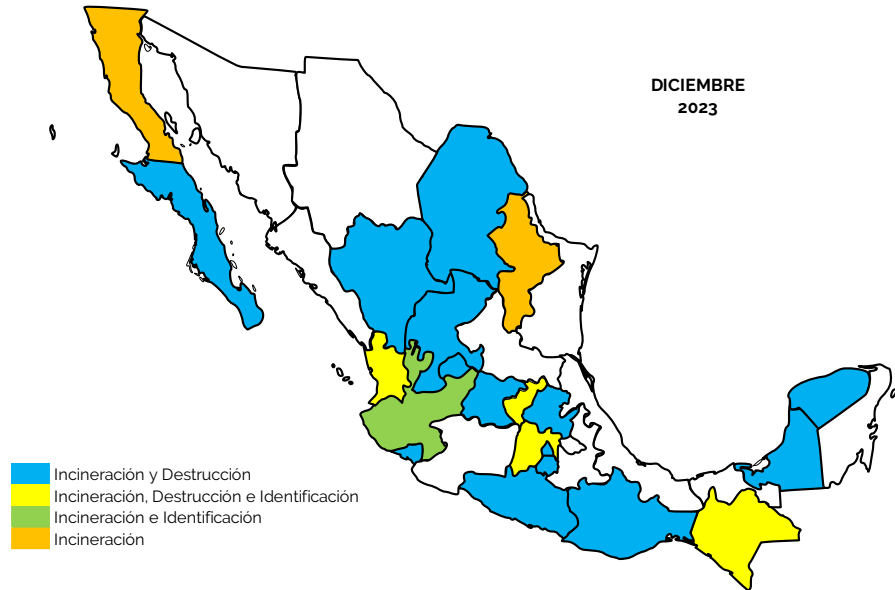 DICIEMBRE
2023
Incineración y Destrucción
Incineración, Destrucción e Identificación
Incineración e Identificación
Incineración